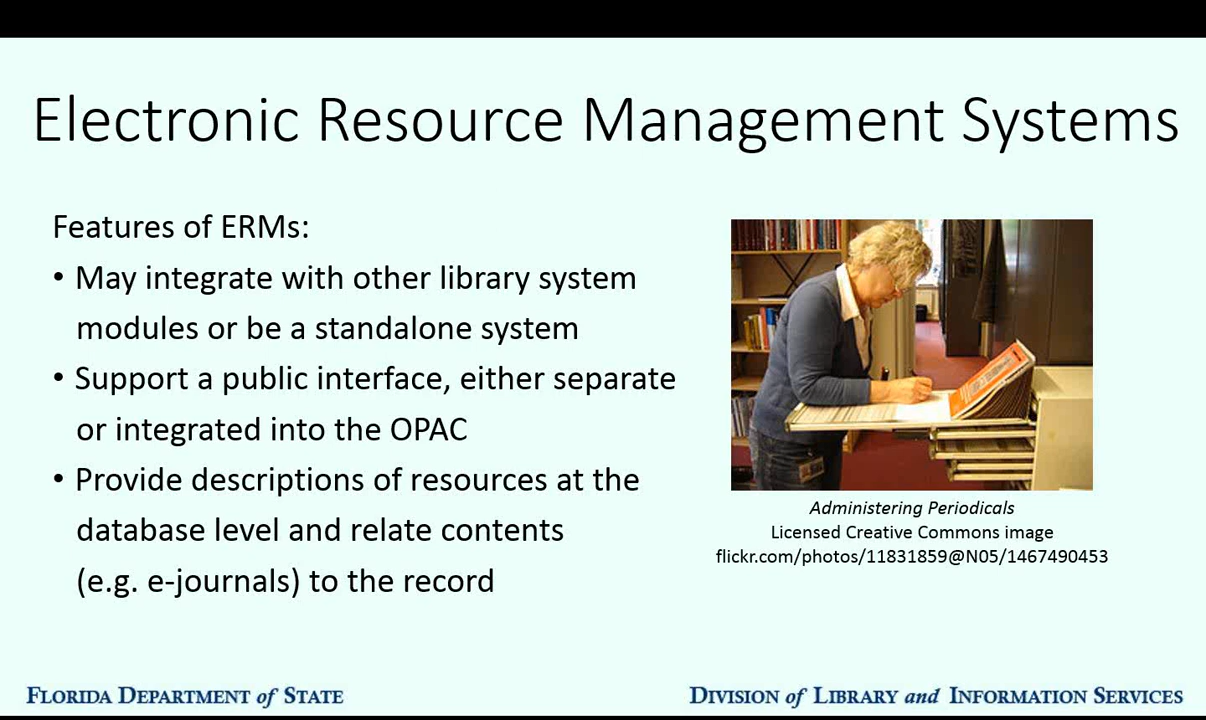 Electronic Resource Management Systems
Features of ERMs:
• May integrate with other library system
modules or be a standalone system
• Support a public interface, either separate
or integrated into the OPAC
• Provide descriptions of resources at the
database level and relate contents
(e.g. e-journals) to the record
Administering Periodicals
Licensed Creative Commons image
flickr.com/photos/11831859@N05/1467490453
FLORIDA DEPARTMENT of STATE
DIVISION of LIBRARY and INFORMATION SERVICES